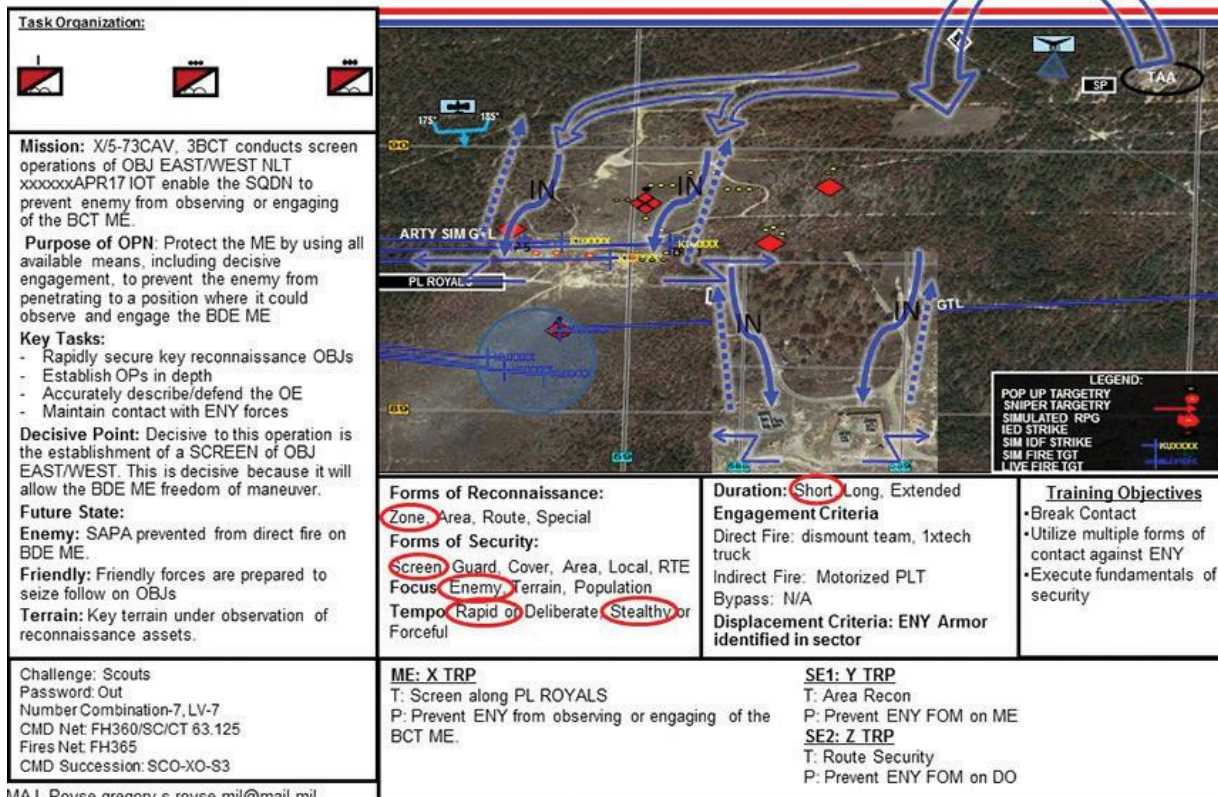 Task Organization:
Mission: X/5-73CAV, 3BCT conducts screen
operations of OBJ EAST/WEST NLT
xxxxxxAPR17 IOT enable the SQDN to
prevent enemy from observing or engaging
of the BCT ME.
Purpose of OPN: Protect the ME by using all
available means, including decisive
engagement, to prevent the enemy from
penetrating to a position where it could
observe and engage the BDE ME
Key Tasks:
- Rapidly secure key reconnaissance OBJs
- Establish OPs in depth
- Accurately describe/defend the OE
- Maintain contact with ENY forces
Decisive Point: Decisive to this operation is
the establishment of a SCREEN of OBJ
EAST/WEST. This is decisive because it will
allow the BDE ME freedom of maneuver.
Future State:
Enemy: SAPA prevented from direct fire on
BDE ME.
Friendly: Friendly forces are prepared to
seize follow on OBJs
Terrain: Key terrain under observation of
reconnaissance assets.
Challenge: Scouts
Password: Out
Number Combination-7, LV-7
CMD Net: FH360/SC/CT 63.125
Fires Net: FH365
CMD Succession: SCO-XO-S3
MAJ Royse gregory.s.royse.mil@mail.mil
TAA
SP
175° 185°
90
IN
IN
ARTY SIM GTL
KUXXXX
PL ROYALS
GTL
IN
IN
KUXXXX
89
69
LEGEND:
POP UP TARGETRY
SNIPER TARGETRY
SIMULATED RPG
IED STRIKE
SIM IDF STRIKE
SIM FIRE TGT
LIVE FIRE TGT
KUXXXX
Forms of Reconnaissance:
Zone, Area, Route, Special
Forms of Security:
Screen, Guard, Cover, Area, Local, RTE
Focus: Enemy, Terrain, Population
Tempo: Rapid or Deliberate, Stealthy or
Forceful
Duration: Short, Long, Extended
Engagement Criteria
Direct Fire: dismount team, 1xtech
truck
Indirect Fire: Motorized PLT
Bypass: N/A
Displacement Criteria: ENY Armor
identified in sector
Training Objectives
•Break Contact
•Utilize multiple forms of
contact against ENY
•Execute fundamentals of
security
ME: X TRP
T: Screen along PL ROYALS
P: Prevent ENY from observing or engaging of the
BCT ME.
SE1: Y TRP
T: Area Recon
P: Prevent ENY FOM on ME
SE2: Z TRP
T: Route Security
P: Prevent ENY FOM on DO